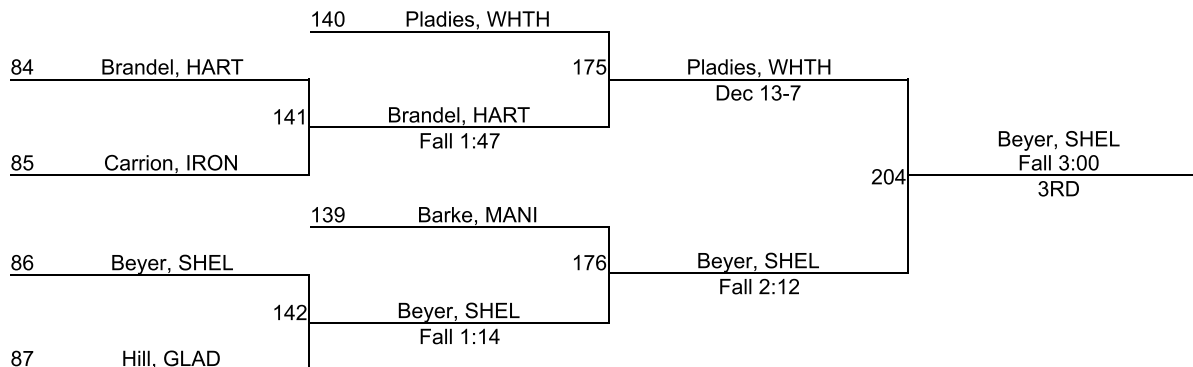 140 Pladies, WHTH
84 Brandel, HART
175 Pladies, WHTH
Dec 13-7
141 Brandel, HART
Fall 1:47
85 Carrion, IRON
Beyer, SHEL
Fall 3:00
204
3RD
139 Barke, MANI
86 Beyer, SHEL
176 Beyer, SHEL
Fall 2:12
142 Beyer, SHEL
Fall 1:14
87 Hill, GLAD